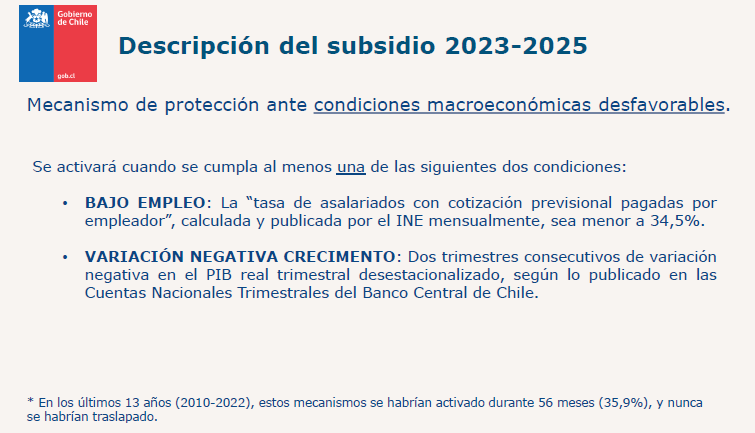 Gobierno
de Chile
gob.cl
Descripción del subsidio 2023-2025
Mecanismo de protección ante condiciones macroeconómicas desfavorables.
Se activará cuando se cumpla al menos una de las siguientes dos condiciones:
• BAJO EMPLEO: La “tasa de asalariados con cotización previsional pagadas por
empleador”, calculada y publicada por el INE mensualmente, sea menor a 34,5%.
• VARIACIÓN NEGATIVA CRECIMENTO: Dos trimestres consecutivos de variación
negativa en el PIB real trimestral desestacionalizado, según lo publicado en las
Cuentas Nacionales Trimestrales del Banco Central de Chile.
* En los últimos 13 años (2010-2022), estos mecanismos se habrían activado durante 56 meses (35,9%), y nunca
se habrían traslapado.